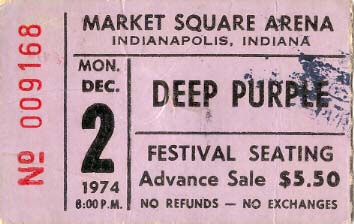 No 009168
MARKET SQUARE ARENA
INDIANAPOLIS, INDIANA
MON.
DEC.
2
1974
8:00 P.M.
DEEP PURPLE
FESTIVAL SEATING
Advance Sale $5.50
NO REFUNDS — NO EXCHANGES